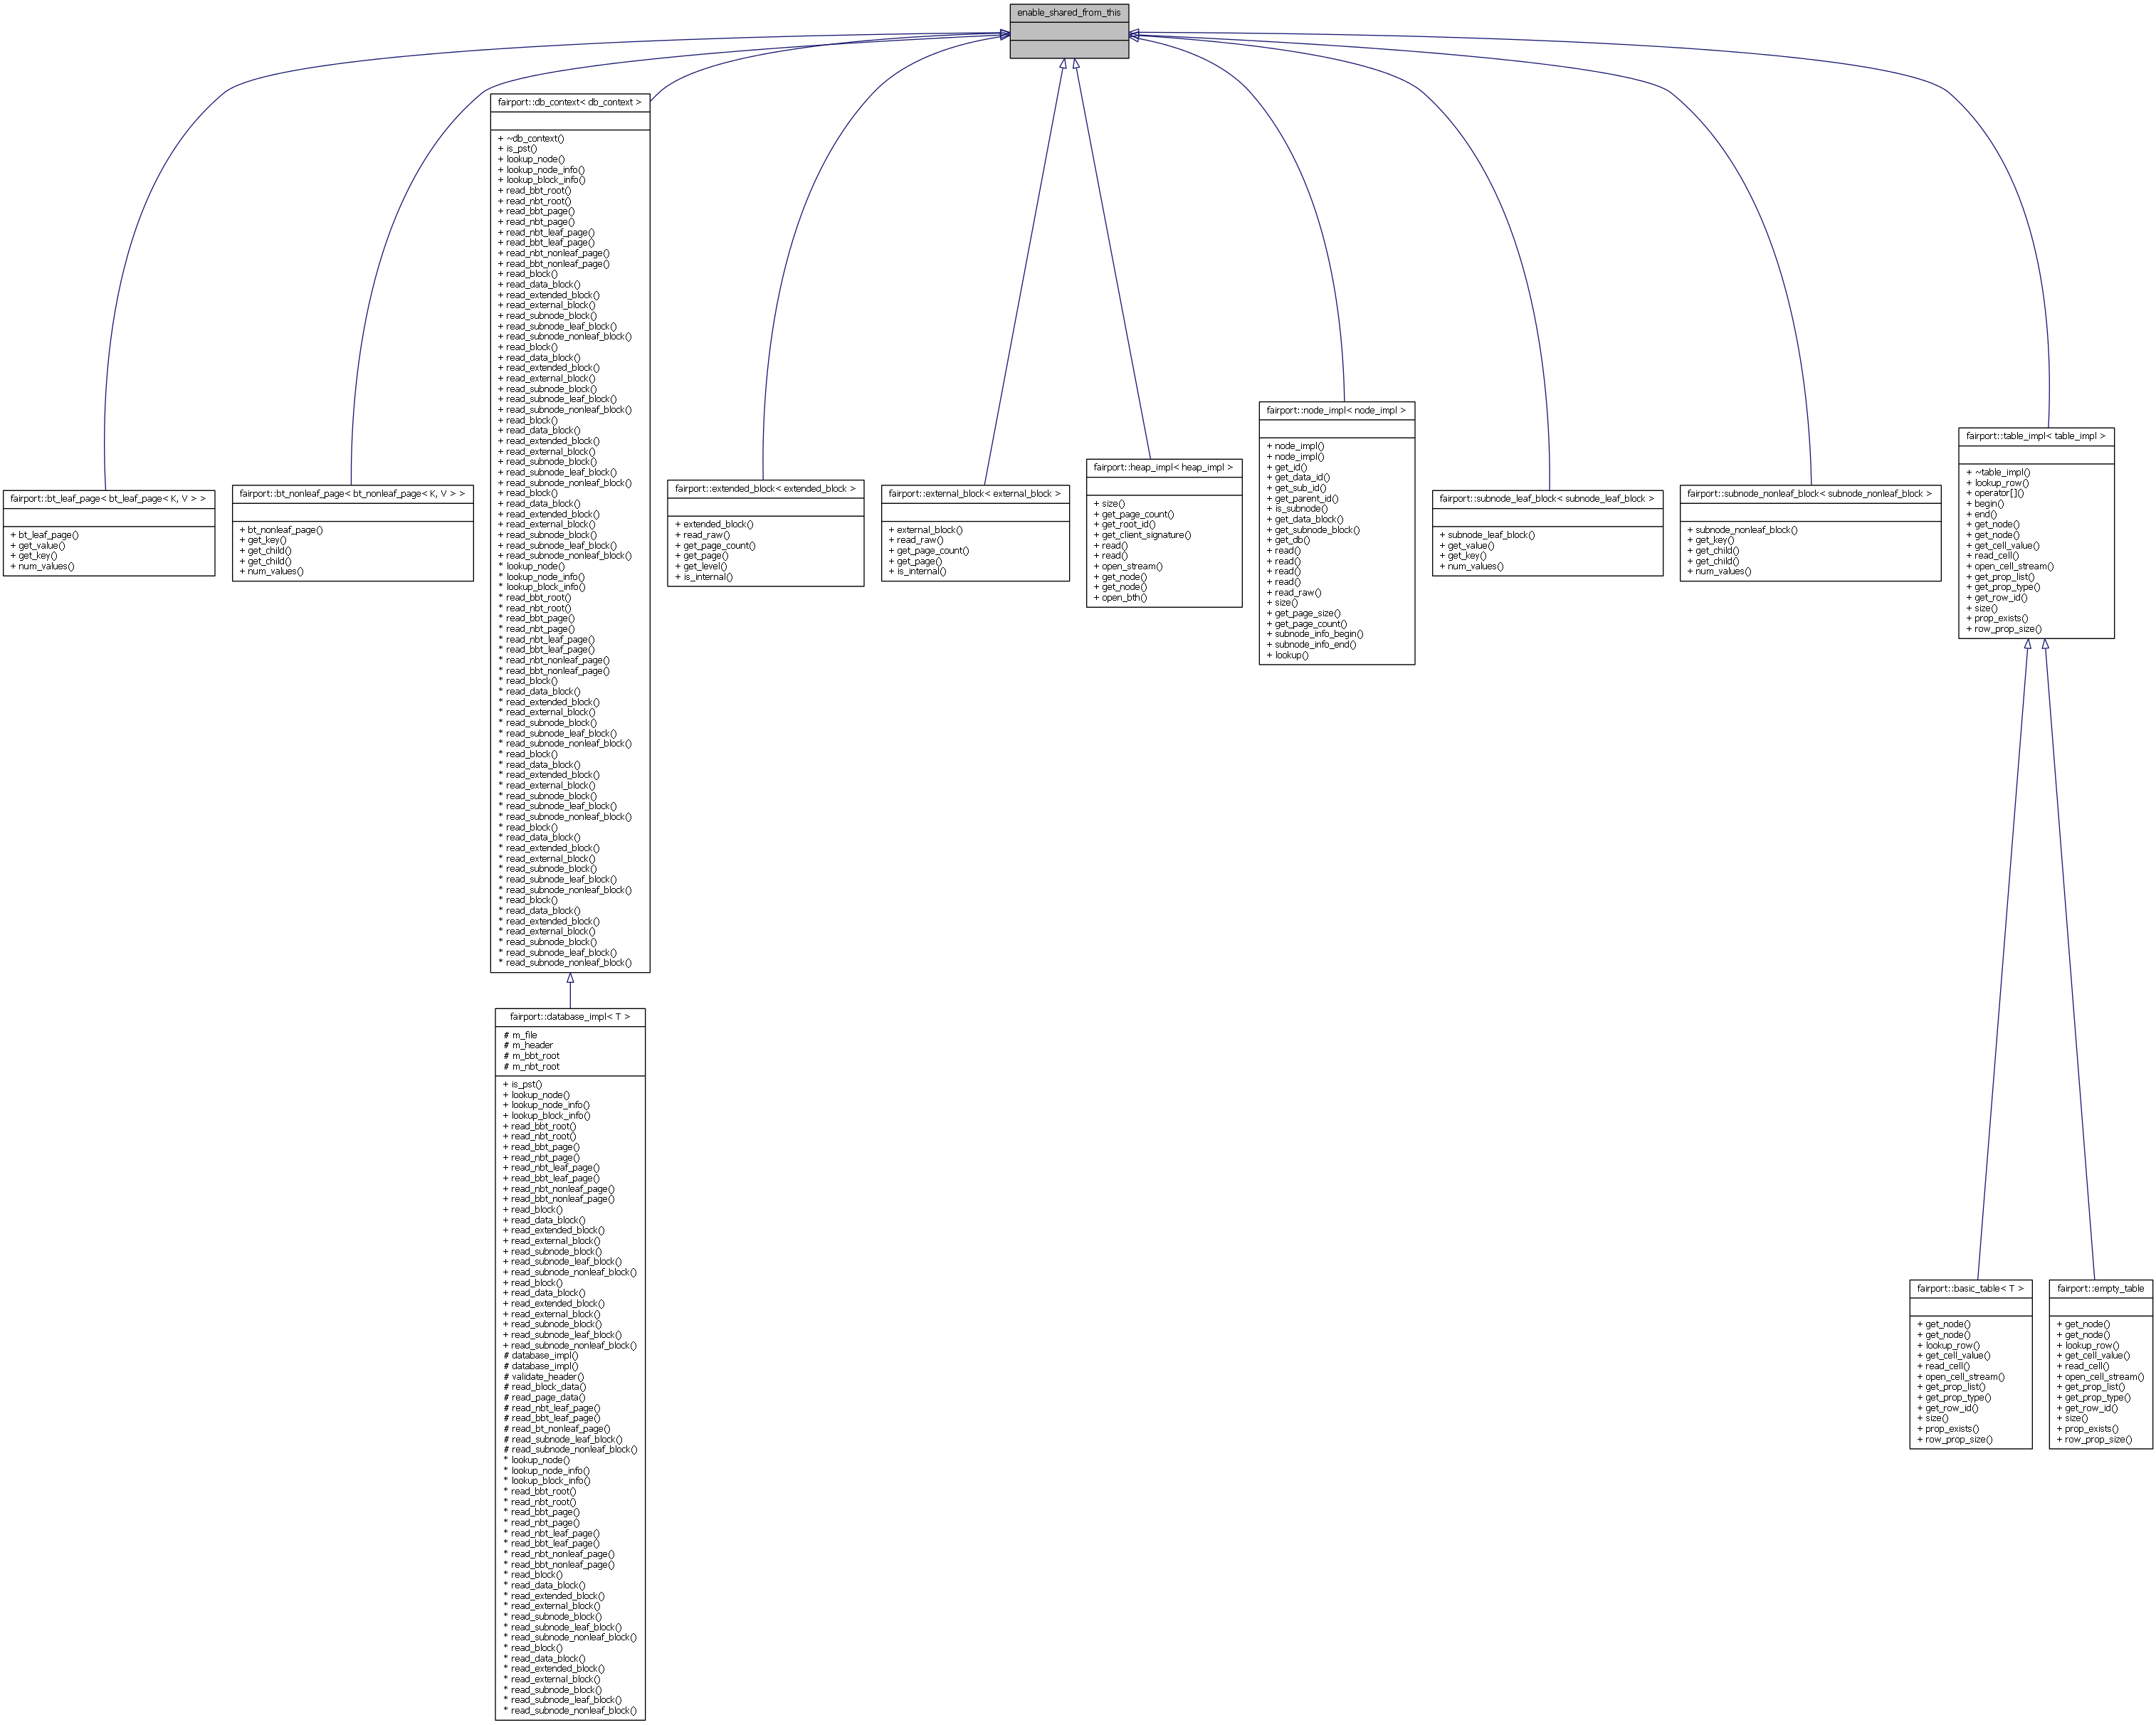 enable_shared_from_this
fairport::db_context< db_context >
+ ~db_context()
+ is_pst()
+ lookup_node()
+ lookup_node_info()
+ lookup_block_info()
+ read_bbt_root()
+ read_nbt_root()
+ read_bbt_page()
+ read_nbt_page()
+ read_nbt_leaf_page()
+ read_bbt_leaf_page()
+ read_nbt_nonleaf_page()
+ read_bbt_nonleaf_page()
+ read_block()
+ read_data_block()
+ read_extended_block()
+ read_external_block()
+ read_subnode_block()
+ read_subnode_leaf_block()
+ read_subnode_nonleaf_block()
+ read_block()
+ read_data_block()
+ read_extended_block()
+ read_external_block()
+ read_subnode_block()
+ read_subnode_leaf_block()
+ read_subnode_nonleaf_block()
+ read_block()
+ read_data_block()
+ read_extended_block()
+ read_external_block()
+ read_subnode_block()
+ read_subnode_leaf_block()
+ read_subnode_nonleaf_block()
+ read_block()
+ read_data_block()
+ read_extended_block()
+ read_external_block()
+ read_subnode_block()
+ read_subnode_leaf_block()
+ read_subnode_nonleaf_block()
* lookup_node()
* lookup_node_info()
* lookup_block_info()
* read_bbt_root()
* read_nbt_root()
* read_bbt_page()
* read_nbt_page()
* read_nbt_leaf_page()
* read_bbt_leaf_page()
* read_nbt_nonleaf_page()
* read_bbt_nonleaf_page()
* read_block()
* read_data_block()
* read_extended_block()
* read_external_block()
* read_subnode_block()
* read_subnode_leaf_block()
* read_subnode_nonleaf_block()
* read_block()
* read_data_block()
* read_extended_block()
* read_external_block()
* read_subnode_block()
* read_subnode_leaf_block()
* read_subnode_nonleaf_block()
* read_block()
* read_data_block()
* read_extended_block()
* read_external_block()
* read_subnode_block()
* read_subnode_leaf_block()
* read_subnode_nonleaf_block()
* read_block()
* read_data_block()
* read_extended_block()
* read_external_block()
* read_subnode_block()
* read_subnode_leaf_block()
* read_subnode_nonleaf_block()
fairport::bt_leaf_page< bt_leaf_page< K, V > >
+ bt_leaf_page()
+ get_value()
+ get_key()
+ num_values()
fairport::bt_nonleaf_page< bt_nonleaf_page< K, V > >
+ bt_nonleaf_page()
+ get_key()
+ get_child()
+ get_child()
+ num_values()
fairport::extended_block< extended_block >
+ extended_block()
+ read_raw()
+ get_page_count()
+ get_page()
+ get_level()
+ is_internal()
fairport::external_block< external_block >
+ external_block()
+ read_raw()
+ get_page_count()
+ get_page()
+ is_internal()
fairport::heap_impl< heap_impl >
+ size()
+ get_page_count()
+ get_root_id()
+ get_client_signature()
+ read()
+ read()
+ open_stream()
+ get_node()
+ get_node()
+ open_bth()
fairport::node_impl< node_impl >
+ node_impl()
+ node_impl()
+ get_id()
+ get_data_id()
+ get_sub_id()
+ get_parent_id()
+ is_subnode()
+ get_data_block()
+ get_subnode_block()
+ get_db()
+ read()
+ read()
+ read()
+ read()
+ read_raw()
+ size()
+ get_page_size()
+ get_page_count()
+ subnode_info_begin()
+ subnode_info_end()
+ lookup()
fairport::subnode_leaf_block< subnode_leaf_block >
+ subnode_leaf_block()
+ get_value()
+ get_key()
+ num_values()
fairport::subnode_nonleaf_block< subnode_nonleaf_block >
+ subnode_nonleaf_block()
+ get_key()
+ get_child()
+ get_child()
+ num_values()
fairport::table_impl< table_impl >
+ ~table_impl()
+ lookup_row()
+ operator[]()
+ begin()
+ end()
+ get_node()
+ get_node()
+ get_cell_value()
+ read_cell()
+ open_cell_stream()
+ get_prop_list()
+ get_prop_type()
+ get_row_id()
+ size()
+ prop_exists()
+ row_prop_size()
fairport::database_impl< T >
# m_file
# m_header
# m_bbt_root
# m_nbt_root
+ is_pst()
+ lookup_node()
+ lookup_node_info()
+ lookup_block_info()
+ read_bbt_root()
+ read_nbt_root()
+ read_bbt_page()
+ read_nbt_page()
+ read_nbt_leaf_page()
+ read_bbt_leaf_page()
+ read_nbt_nonleaf_page()
+ read_bbt_nonleaf_page()
+ read_block()
+ read_data_block()
+ read_extended_block()
+ read_external_block()
+ read_subnode_block()
+ read_subnode_leaf_block()
+ read_subnode_nonleaf_block()
+ read_block()
+ read_data_block()
+ read_extended_block()
+ read_external_block()
+ read_subnode_block()
+ read_subnode_leaf_block()
+ read_subnode_nonleaf_block()
# database_impl()
# database_impl()
# validate_header()
# read_block_data()
# read_page_data()
# read_nbt_leaf_page()
# read_bbt_leaf_page()
# read_bt_nonleaf_page()
# read_subnode_leaf_block()
# read_subnode_nonleaf_block()
* lookup_node()
* lookup_node_info()
* lookup_block_info()
* read_bbt_root()
* read_nbt_root()
* read_bbt_page()
* read_nbt_page()
* read_nbt_leaf_page()
* read_bbt_leaf_page()
* read_nbt_nonleaf_page()
* read_bbt_nonleaf_page()
* read_block()
* read_data_block()
* read_extended_block()
* read_external_block()
* read_subnode_block()
* read_subnode_leaf_block()
* read_subnode_nonleaf_block()
* read_block()
* read_data_block()
* read_extended_block()
* read_external_block()
* read_subnode_block()
* read_subnode_leaf_block()
* read_subnode_nonleaf_block()
fairport::basic_table< T >
+ get_node()
+ get_node()
+ lookup_row()
+ get_cell_value()
+ read_cell()
+ open_cell_stream()
+ get_prop_list()
+ get_prop_type()
+ get_row_id()
+ size()
+ prop_exists()
+ row_prop_size()
fairport::empty_table
+ get_node()
+ get_node()
+ lookup_row()
+ get_cell_value()
+ read_cell()
+ open_cell_stream()
+ get_prop_list()
+ get_prop_type()
+ get_row_id()
+ size()
+ prop_exists()
+ row_prop_size()